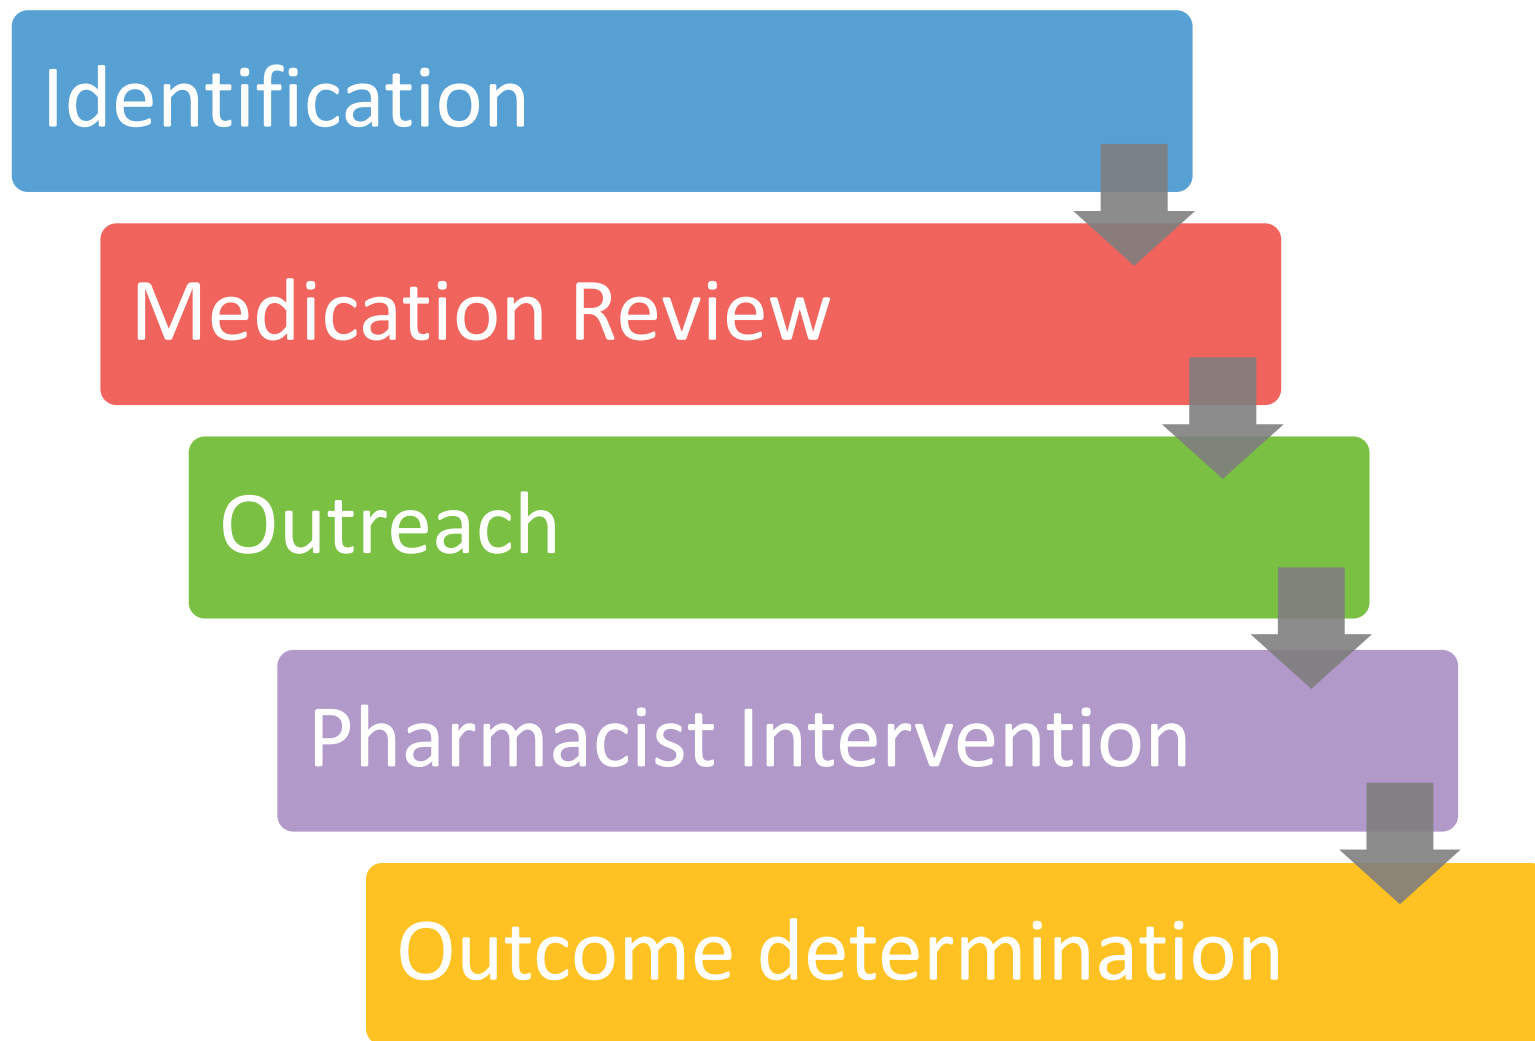 Identification
Medication Review
Outreach
Pharmacist Intervention
Outcome determination